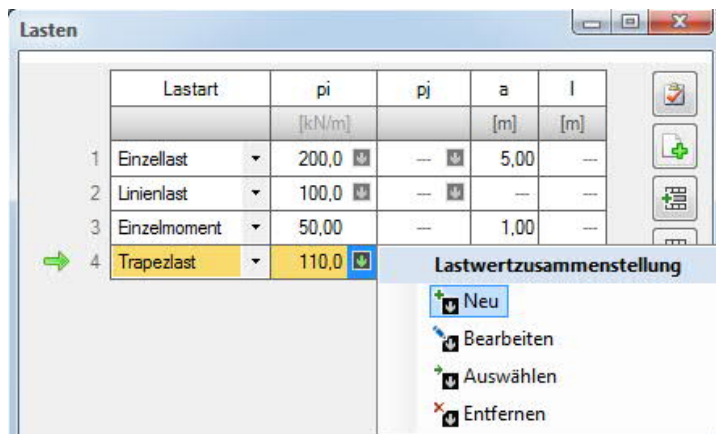 Lasten
Lastart pi pj a l
[kN/m] [m] [m]
1 Einzellast 200,0 --- 5,00 ---
2 Linienlast 100,0 --- --- ---
3 Einzelmoment 50,00 --- 1,00 ---
4 Trapezlast 110,0
Lastwertzusammenstellung
Neu
Bearbeiten
Auswählen
Entfernen